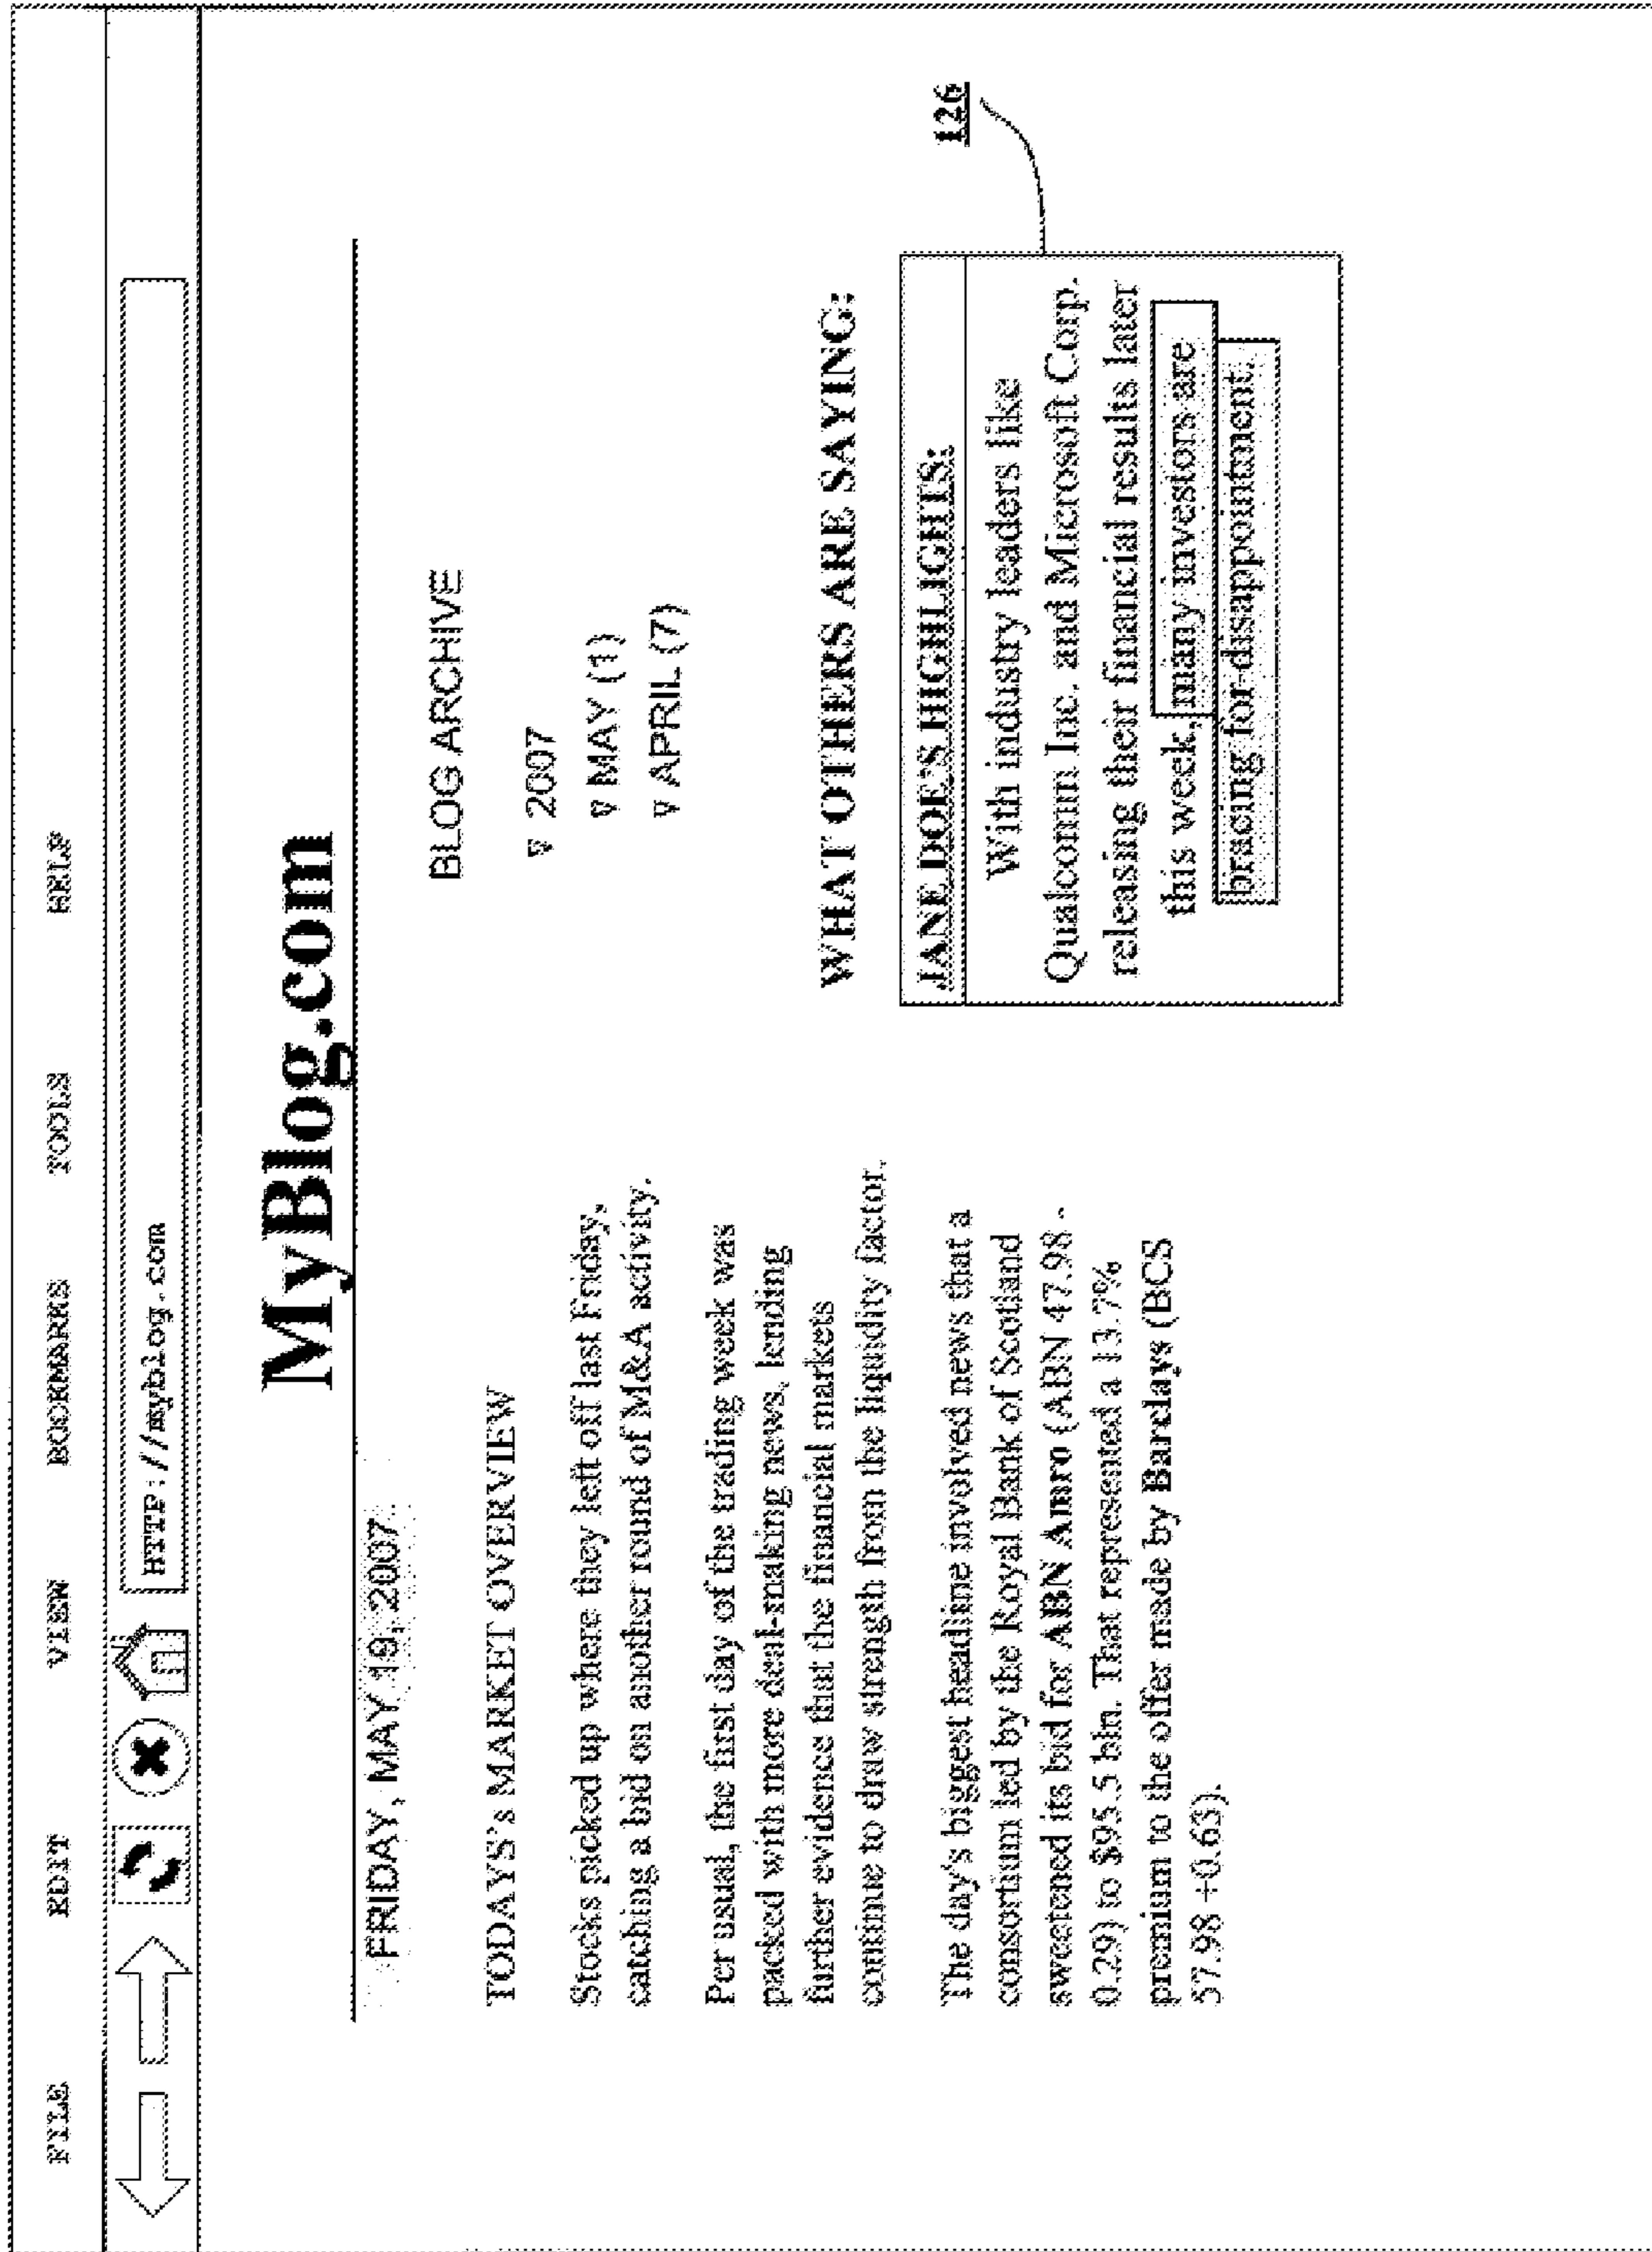 FILE EDIT VIEW BOOKMARKS TOOLS HELP
HTTP://myblog.com
MyBlog.com
FRIDAY, MAY 19, 2007
TODAYS's MARKET OVERVIEW
Stocks picked up where they left off last Friday,
catching a bid on another round of M&A activity.
Per usual, the first day of the trading week was
packed with more deal-making news, lending
further evidence that the financial markets
continue to draw strength from the liquidity factor.
The day's biggest headline involved news that a
consortium led by the Royal Bank of Scotland
sweetened its bid for ABN Amro (ABN 47.98 -
0.29) to $95.5 bln. That represented a 13.7%
premium to the offer made by Barclays (BCS
57.98 +0.63).
BLOG ARCHIVE
∇ 2007
∇ MAY (1)
∇ APRIL (7)
WHAT OTHERS ARE SAYING:
JANE DOE'S HIGHLIGHTS:
With industry leaders like
Qualcomm Inc. and Microsoft Corp.
releasing their financial results later
this week, many investors are
bracing for disappointment.
126